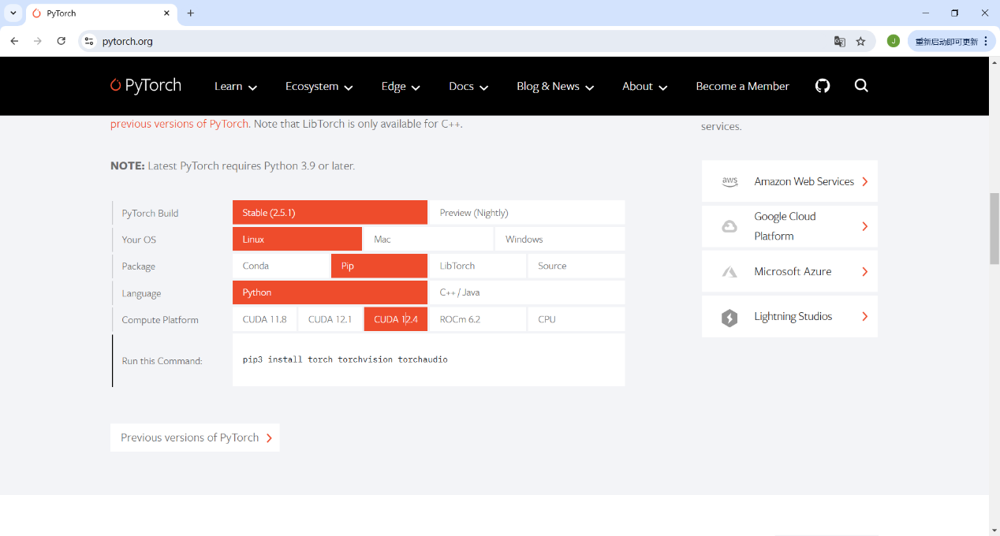 PyTorch
pytorch.org
J
重新启动即可更新
PyTorch
Learn
Ecosystem
Edge
Docs
Blog & News
About
Become a Member
previous versions of PyTorch. Note that LibTorch is only available for C++.
services.
NOTE: Latest PyTorch requires Python 3.9 or later.
aws
Amazon Web Services
Google Cloud
Platform
Microsoft Azure
Lightning Studios
PyTorch Build
Stable (2.5.1)
Preview (Nightly)
Your OS
Linux
Mac
Windows
Package
Conda
Pip
LibTorch
Source
Language
Python
C++ / Java
Compute Platform
CUDA 11.8
CUDA 12.1
CUDA 12.4
ROCm 6.2
CPU
Run this Command:
pip3 install torch torchvision torchaudio
Previous versions of PyTorch